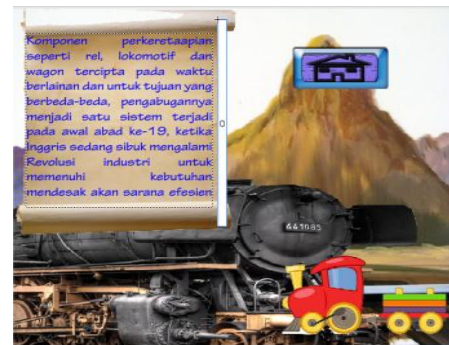 Komponen perkeretaapian
seperti rel, lokomotif dan
wagon tercipta pada waktu
berlainan dan untuk tujuan yang
berbeda-beda, pengabugannya
menjadi satu sistem terjadi
pada awal abad ke-19, ketika
Inggris sedang sibuk mengalami
Revolusi industri untuk
memenuhi kebutuhan
mendesak akan sarana efesien